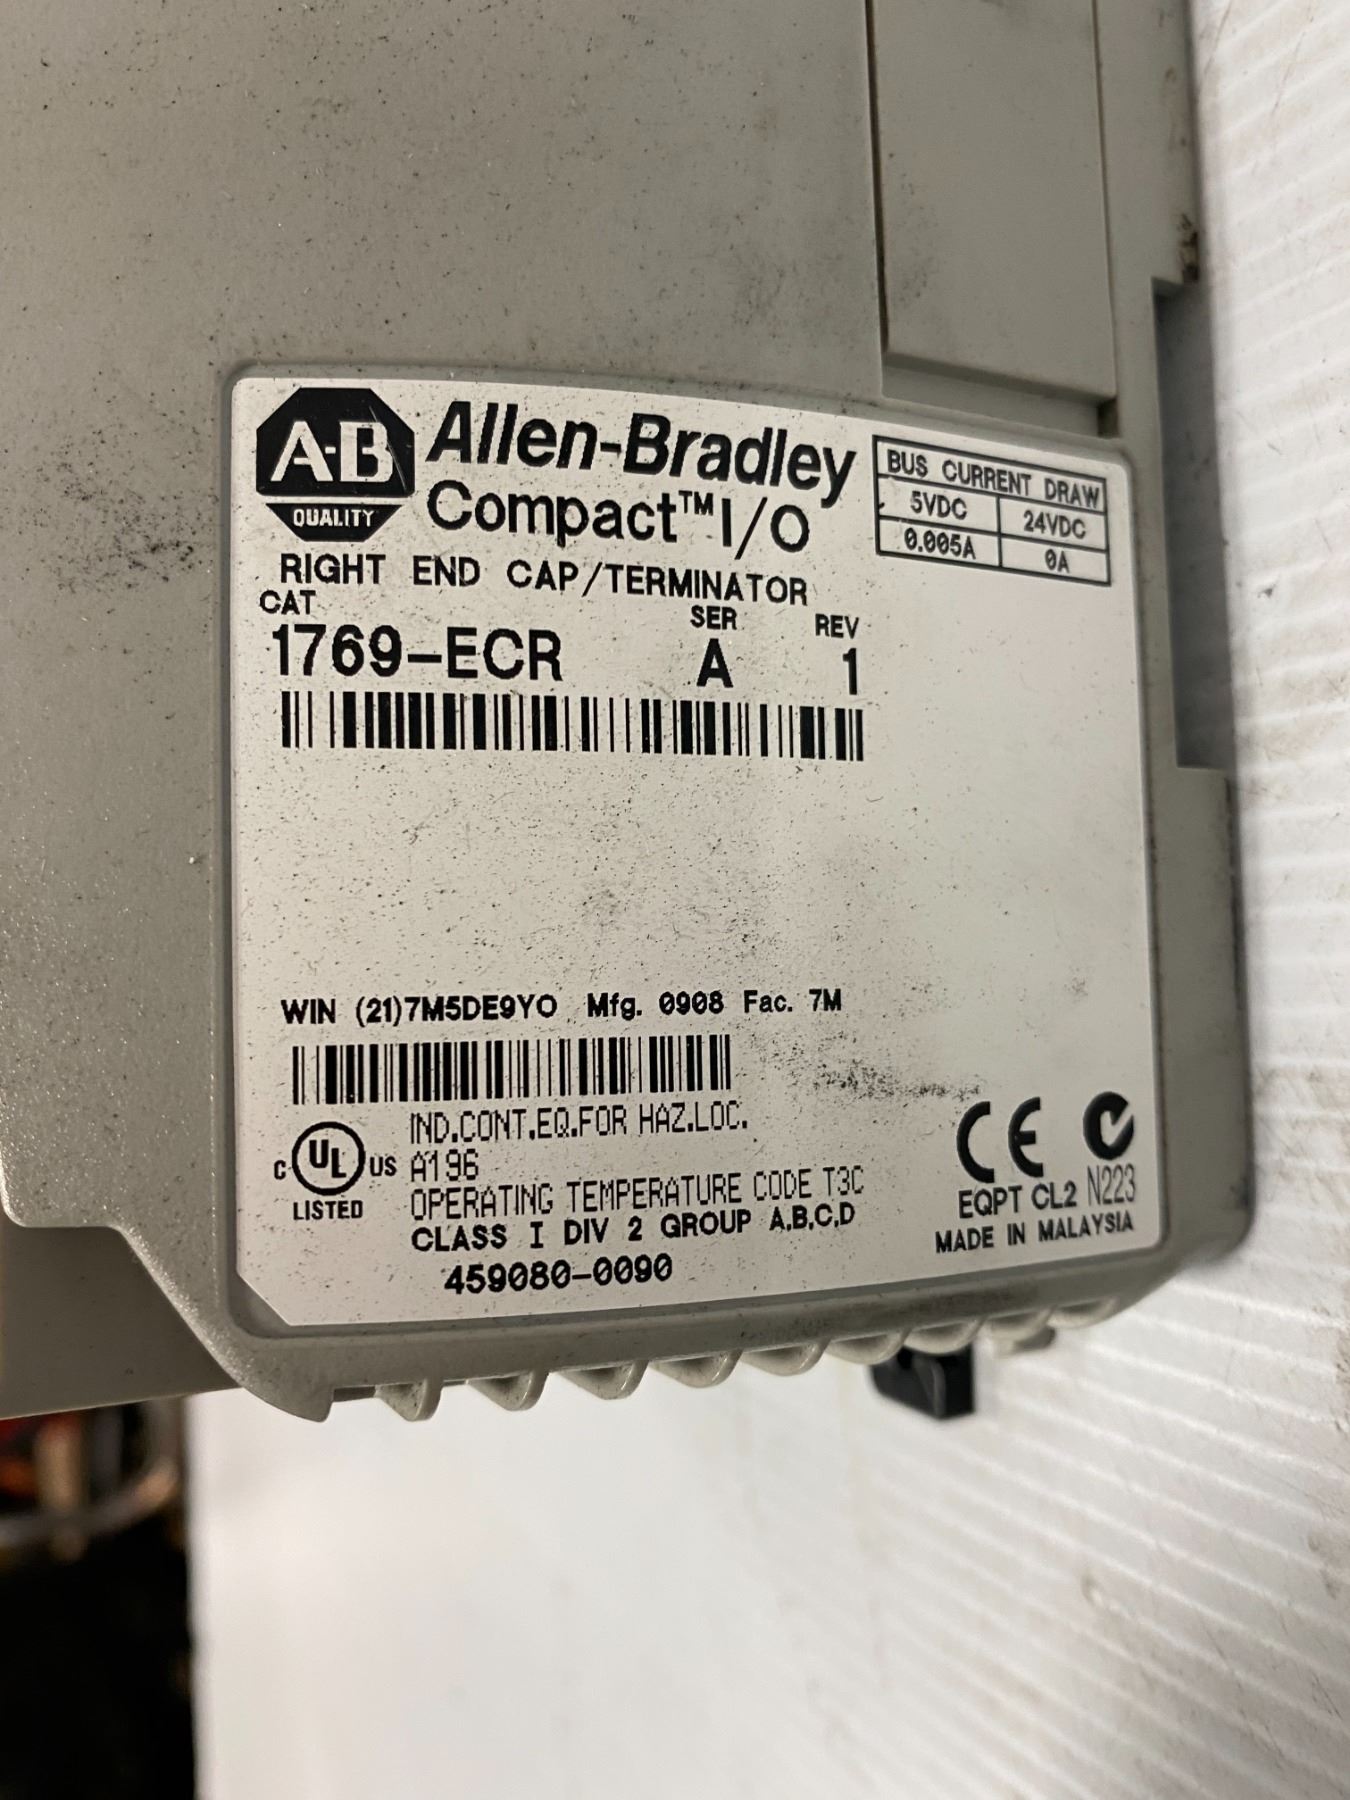 A-B
QUALITY
Allen-Bradley
Compact™ I/O
RIGHT END CAP/TERMINATOR
BUS CURRENT DRAW
5VDC 24VDC
0.005A 0A
CAT SER REV
1769-ECR A 1
WIN (21)7M5DE9YO Mfg. 0908 Fac. 7M
IND.CONT.EQ.FOR HAZ.LOC.
C UL US A196
LISTED
OPERATING TEMPERATURE CODE T3C
CLASS I DIV 2 GROUP A,B,C,D
459080-0090
CE
EQPT CL2 N223
MADE IN MALAYSIA